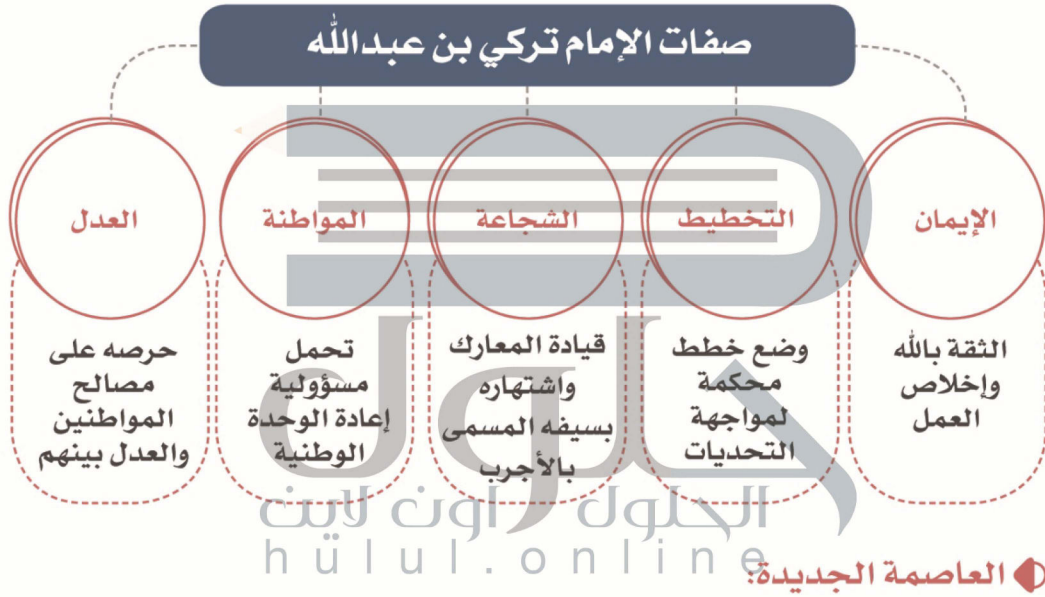 صفات الإمام تركي بن عبدالله
الإيمان
الثقة بالله
وإخلاص
العمل
التخطيط
وضع خطط
محكمة
لمواجهة
التحديات
الشجاعة
قيادة المعارك
واشتهاره
بسيفه المسمى
بالأجرب
المواطنة
تحمل
مسؤولية
إعادة الوحدة
الوطنية
العدل
حرصه على
مصالح
المواطنين
والعدل بينهم
حلول
الحلول اون لاين
hulul.online
العاصمة الجديدة: